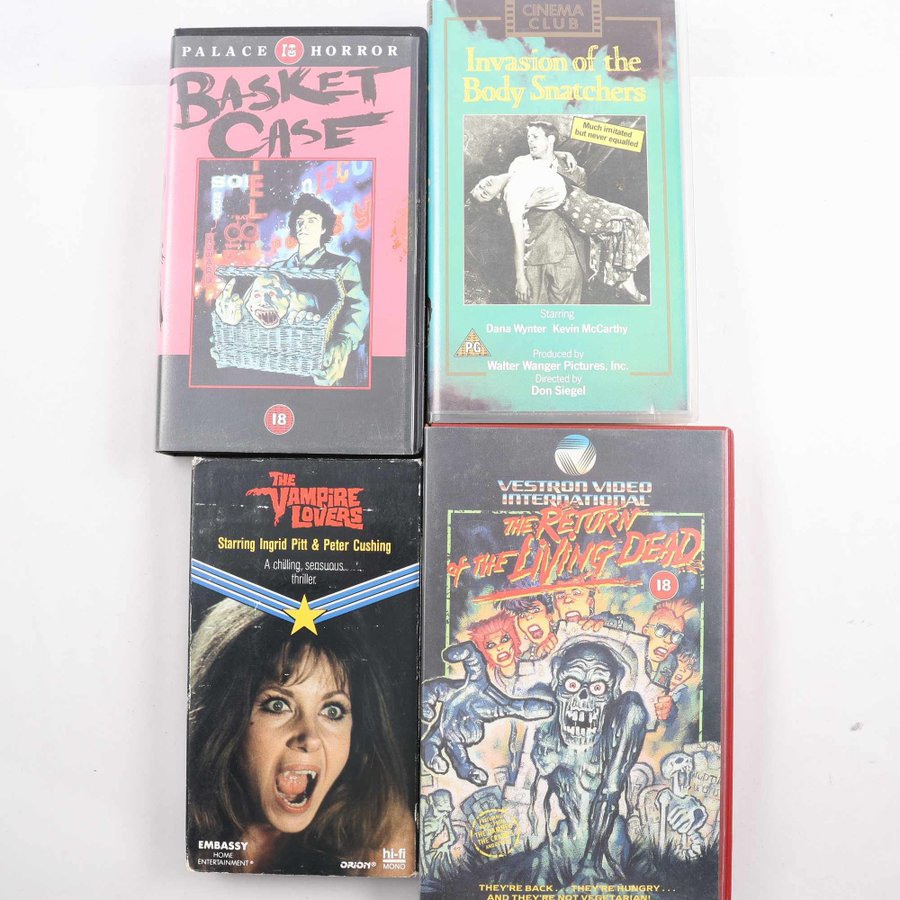 PALACE 18 HORROR
BASKET
CASE
HOTEL
DISCO
18
CINEMA
CLUB
Invasion of the
Body Snatchers
Much imitated
but never equalled
Starring
Dana Wynter Kevin McCarthy
PG
Produced by
Walter Wanger Pictures, Inc.
Directed by
Don Siegel
THE
VAMPIRE
LOVERS
Starring Ingrid Pitt & Peter Cushing
A chilling, sensuous...
thriller.
EMBASSY
HOME
ENTERTAINMENT®
ORION®
hi-fi
MONO
VESTRON VIDEO
INTERNATIONAL
THE RETURN
OF THE LIVING DEAD
18
THEY'RE BACK . . . THEY'RE HUNGRY . . .
AND THEY'RE NOT VEGETARIAN!